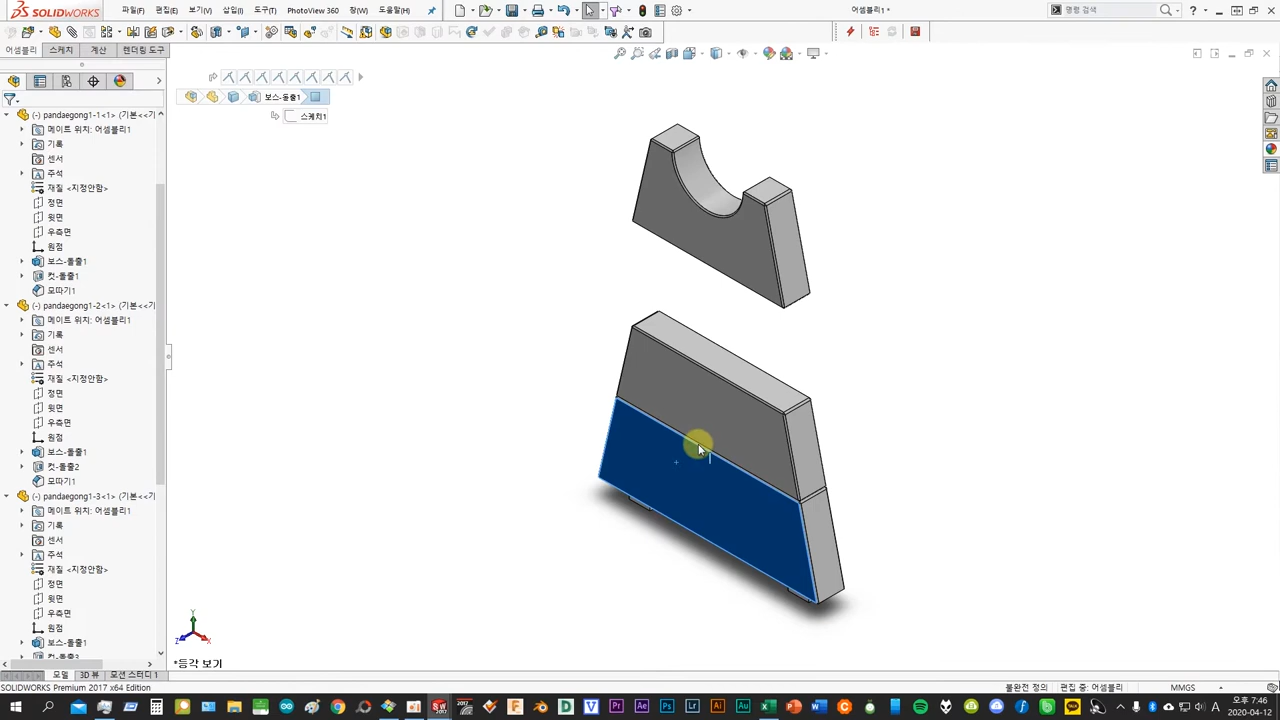 SOLIDWORKS
파일(F)
편집(E)
보기(V)
삽입(I)
도구(T)
PhotoView 360
창(W)
도움말(H)
어셈블리1 *
명령 검색
어셈블리
스케치
계산
렌더링 도구
보스-돌출1
스케치1
pandaegong1-1<1> (기본<<기
메이트 위치: 어셈블리1
기록
센서
주석
재질 <지정안함>
정면
윗면
우측면
원점
보스-돌출1
컷-돌출1
모따기1
(-) pandaegong1-2<1> (기본<<기
메이트 위치: 어셈블리1
기록
센서
주석
재질 <지정안함>
정면
윗면
우측면
원점
보스-돌출1
컷-돌출2
모따기1
(-) pandaegong1-3<1> (기본<<기
메이트 위치: 어셈블리1
기록
센서
주석
재질 <지정안함>
정면
윗면
우측면
원점
보스-돌출1
컷-돌출3
Y
Z
X
*등각 보기
모델
3D 뷰
모션 스터디 1
SOLIDWORKS Premium 2017 x64 Edition
불완전 정의
편집 중: 어셈블리
MMGS
오후 7:46
2020-04-12